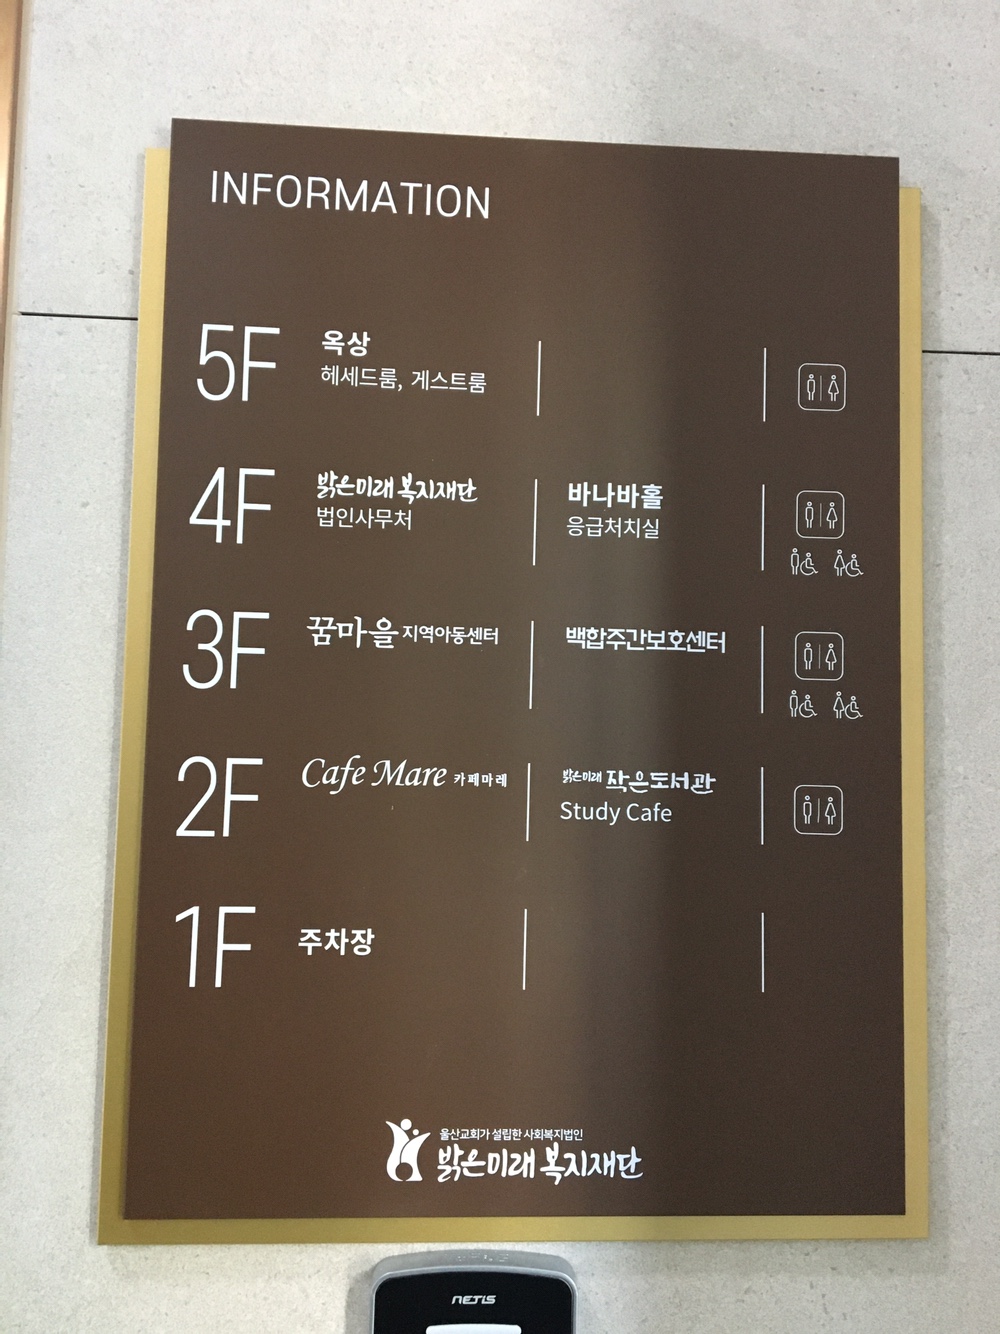 INFORMATION
5F
옥상
헤세드룸, 게스트룸
4F
밝은미래 복지재단
법인사무처
바나바홀
응급처치실
3F
꿈마을 지역아동센터
백합주간보호센터
2F
Cafe Mare 카페마레
밝은미래 작은도서관
Study Cafe
1F
주차장
울산교회가 설립한 사회복지법인
밝은미래 복지재단
NETIS